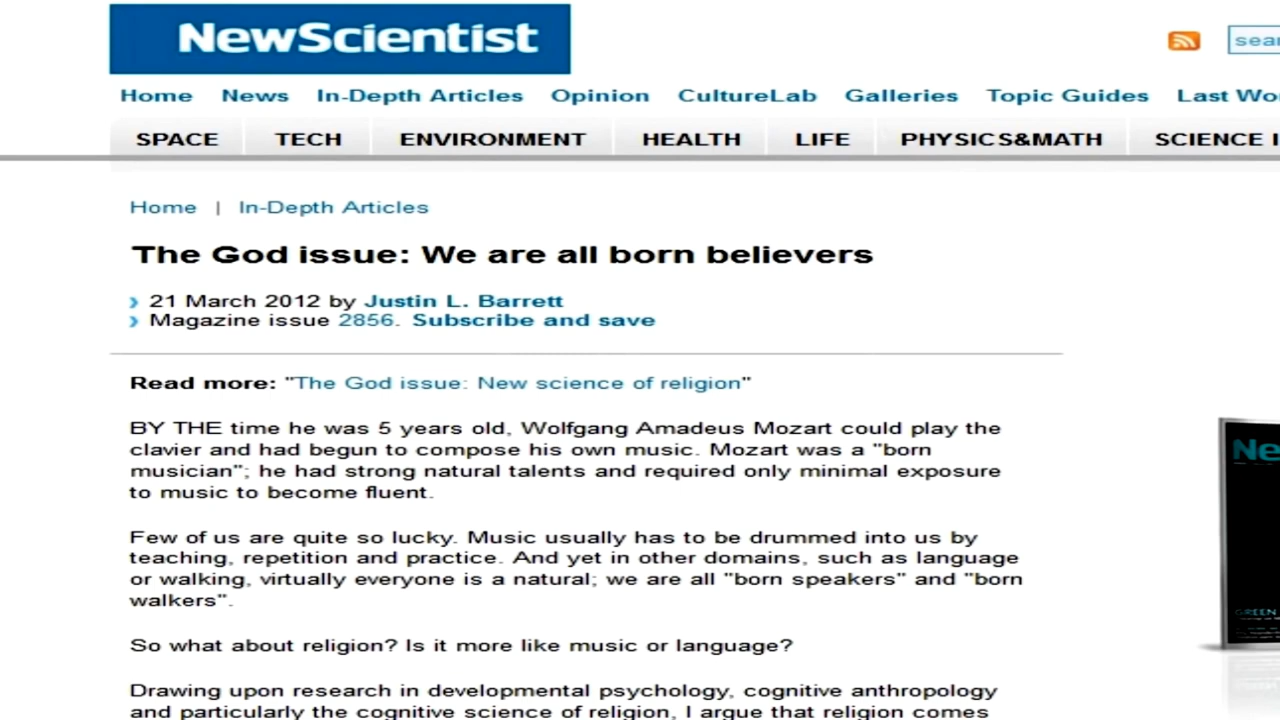 NewScientist
Home News In-Depth Articles Opinion CultureLab Galleries Topic Guides Last
SPACE TECH ENVIRONMENT HEALTH LIFE PHYSICS&MATH SCIENCE
Home | In-Depth Articles
The God issue: We are all born believers
21 March 2012 by Justin L. Barrett
Magazine issue 2856. Subscribe and save
Read more: "The God issue: New science of religion"
BY THE time he was 5 years old, Wolfgang Amadeus Mozart could play the
clavier and had begun to compose his own music. Mozart was a "born
musician"; he had strong natural talents and required only minimal exposure
to music to become fluent.
Few of us are quite so lucky. Music usually has to be drummed into us by
teaching, repetition and practice. And yet in other domains, such as language
or walking, virtually everyone is a natural; we are all "born speakers" and "born
walkers".
So what about religion? Is it more like music or language?
Drawing upon research in developmental psychology, cognitive anthropology
and particularly the cognitive science of religion, I argue that religion comes
GREEN